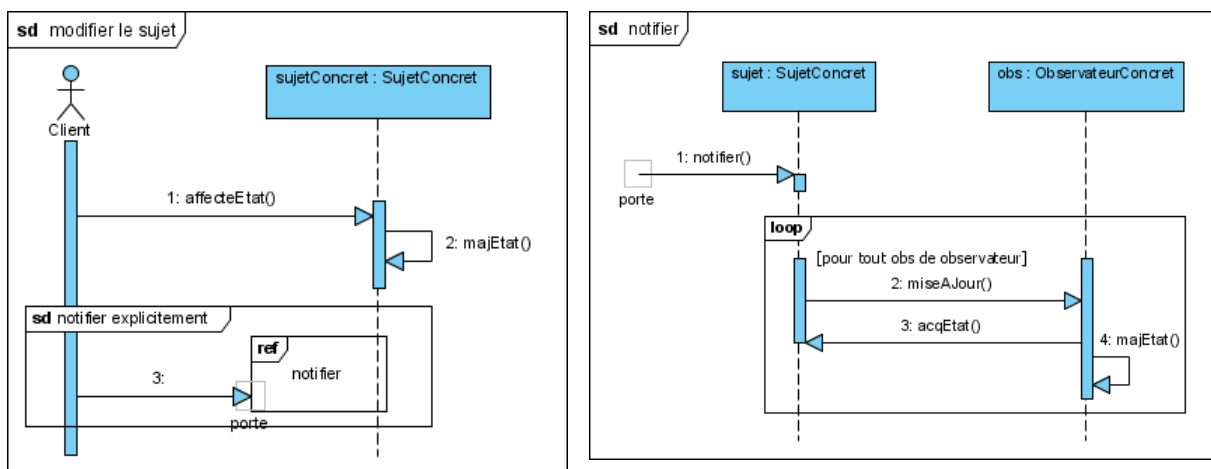 sd modifier le sujet
sujetConcret : SujetConcret
Client
1: affecteEtat()
2: majEtat()
sd notifier explicitement
ref
notifier
3:
porte
sd notifier
sujet : SujetConcret
obs : ObservateurConcret
1: notifier()
porte
loop
[pour tout obs de observateur]
2: miseAJour()
3: acqEtat()
4: majEtat()